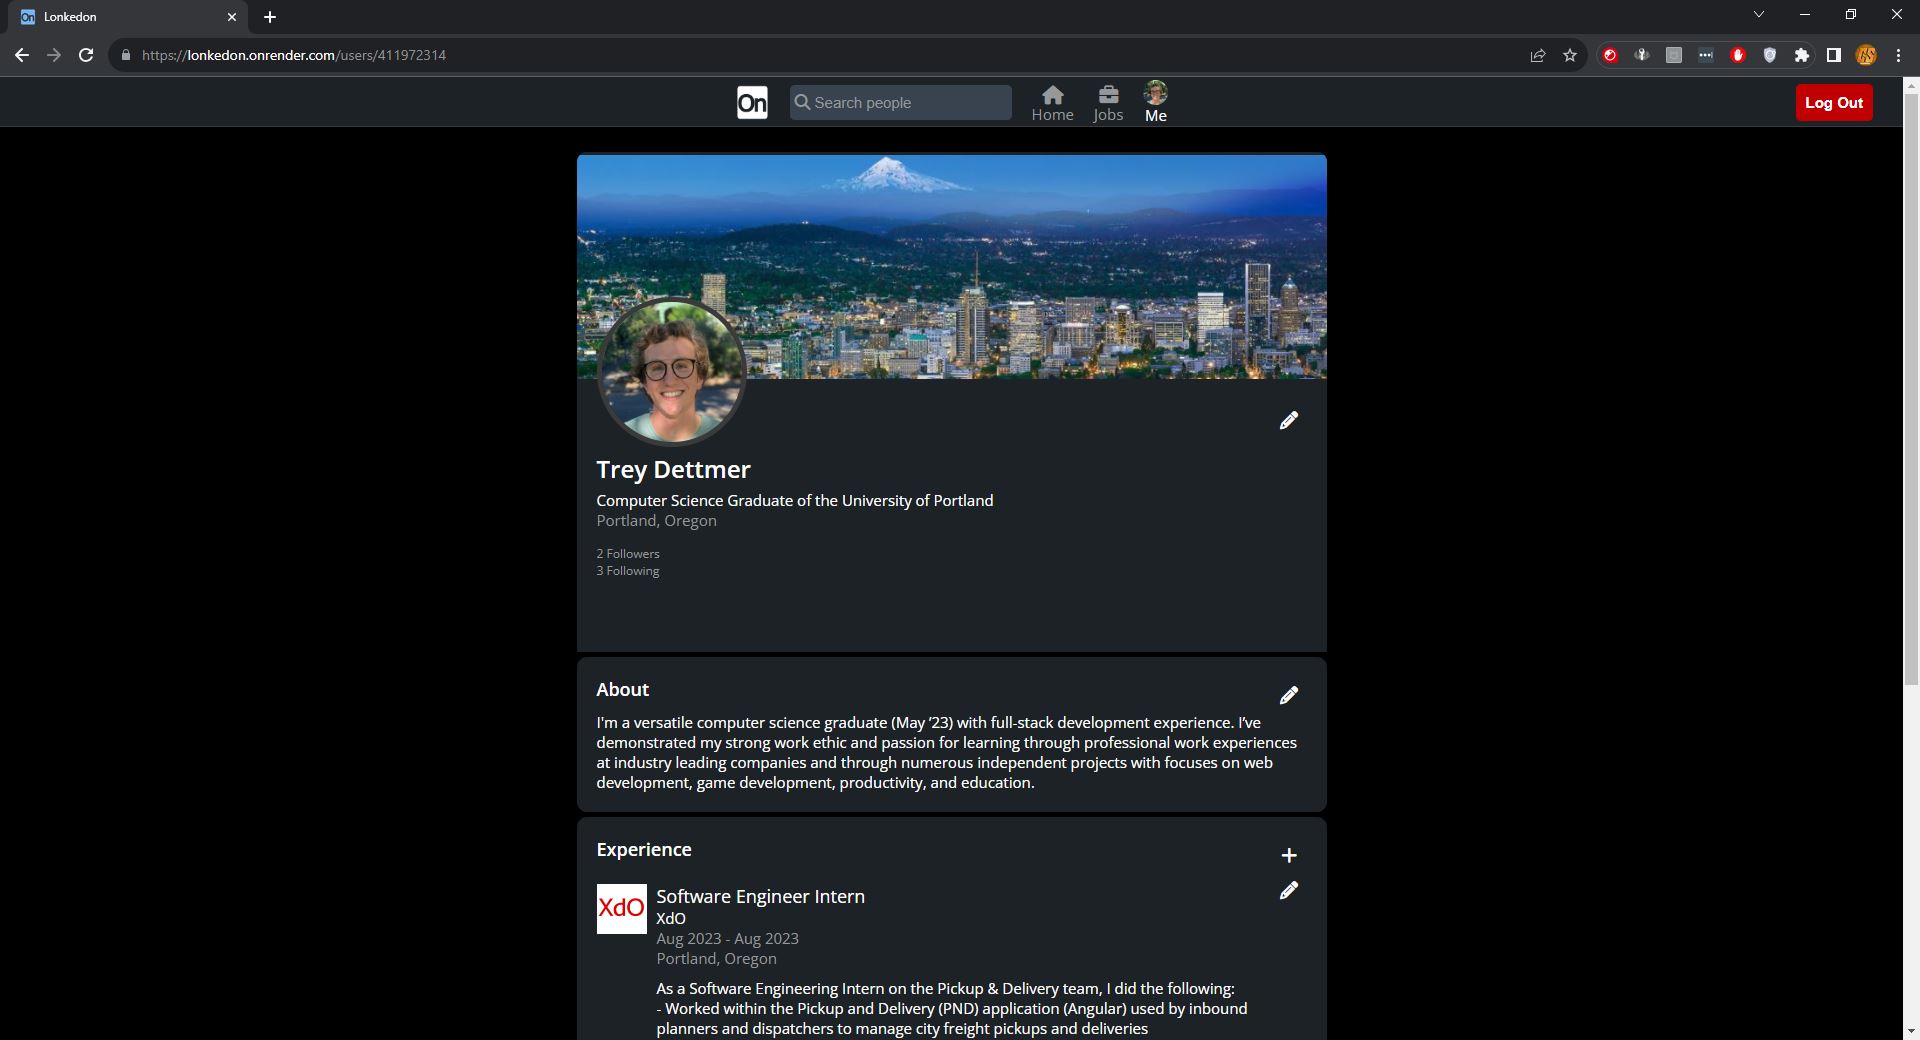 On Lonkedon
https://lonkedon.onrender.com/users/411972314
On
Search people
Home
Jobs
Me
Log Out
Trey Dettmer
Computer Science Graduate of the University of Portland
Portland, Oregon
2 Followers
3 Following
About
I'm a versatile computer science graduate (May '23) with full-stack development experience. I've
demonstrated my strong work ethic and passion for learning through professional work experiences
at industry leading companies and through numerous independent projects with focuses on web
development, game development, productivity, and education.
Experience
XdO
Software Engineer Intern
XdO
Aug 2023 - Aug 2023
Portland, Oregon
As a Software Engineering Intern on the Pickup & Delivery team, I did the following:
- Worked within the Pickup and Delivery (PND) application (Angular) used by inbound
planners and dispatchers to manage city freight pickups and deliveries